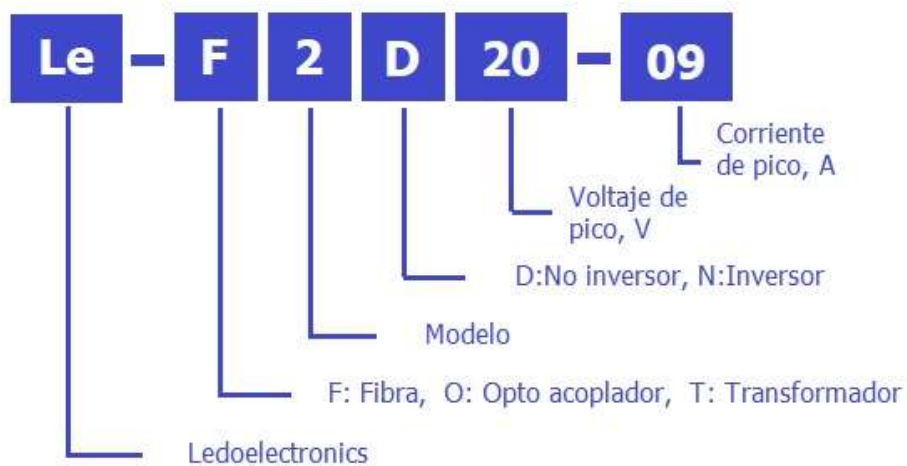 Le - F 2 D 20 - 09
Corriente
de pico, A
Voltaje de
pico, V
D:No inversor, N:Inversor
Modelo
F: Fibra, O: Opto acoplador, T: Transformador
Ledoelectronics